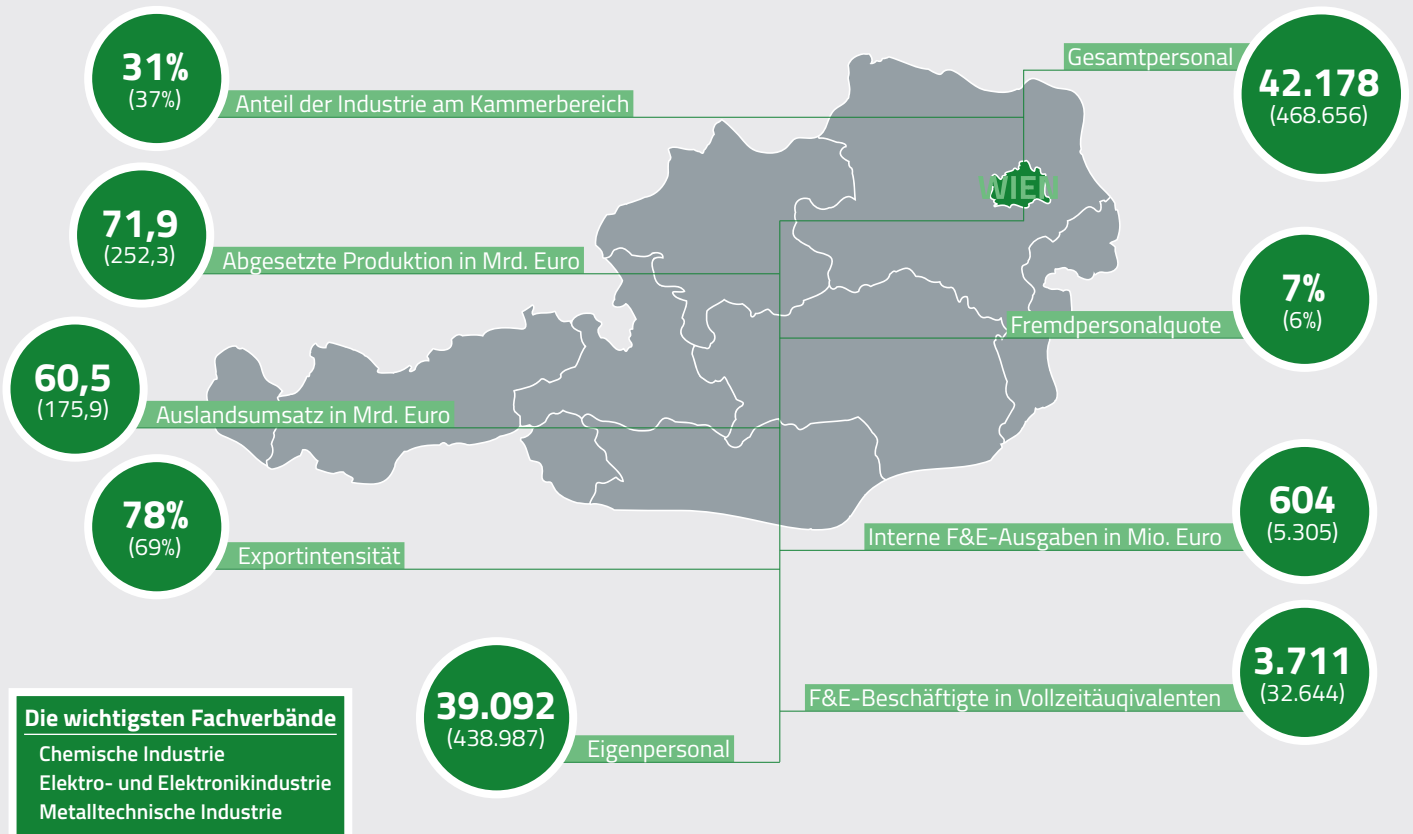 31%
(37%)
Anteil der Industrie am Kammerbereich
71,9
(252,3)
Abgesetzte Produktion in Mrd. Euro
60,5
(175,9)
Auslandsumsatz in Mrd. Euro
78%
(69%)
Exportintensität
39.092
(438.987)
Eigenpersonal
WIEN
Gesamtpersonal
42.178
(468.656)
Fremdpersonalquote
7%
(6%)
Interne F&E-Ausgaben in Mio. Euro
604
(5.305)
F&E-Beschäftigte in Vollzeitäuqivalenten
3.711
(32.644)
Die wichtigsten Fachverbände
Chemische Industrie
Elektro- und Elektronikindustrie
Metalltechnische Industrie